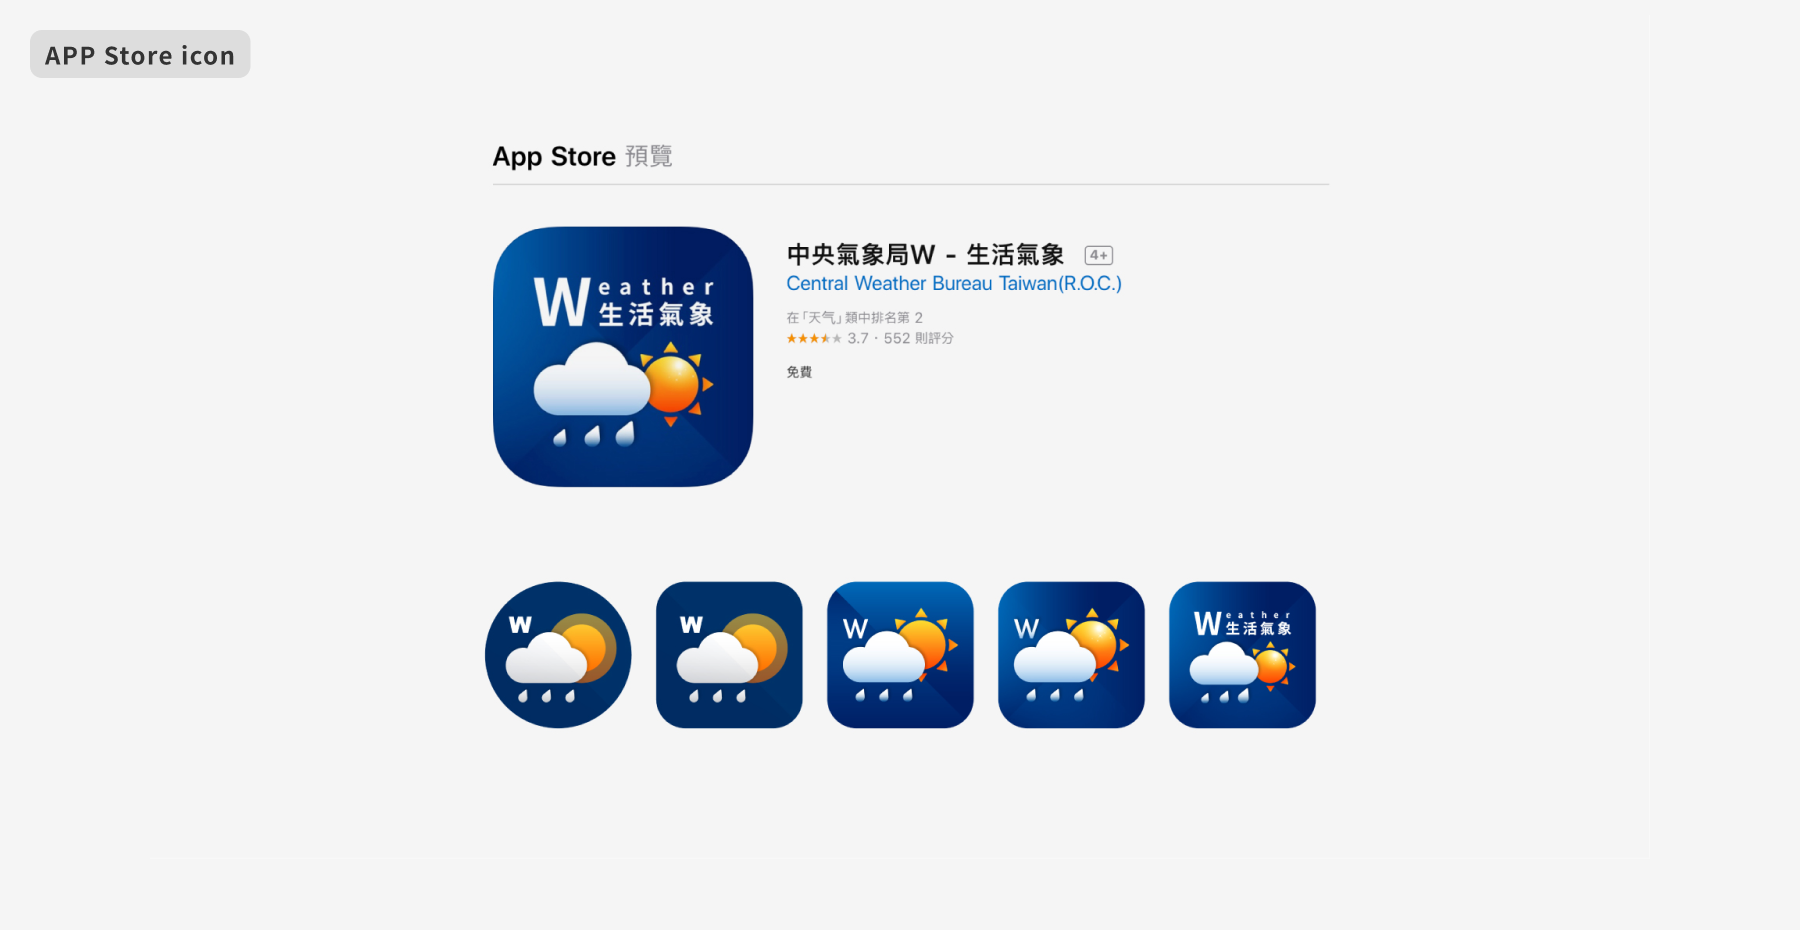 APP Store icon
App Store 預覽
Weather
生活氣象
中央氣象局W - 生活氣象 4+
Central Weather Bureau Taiwan(R.O.C.)
在「天气」類中排名第 2
★★★★★ 3.7 · 552 則評分
免費
W
W
W
W
Weather
生活氣象